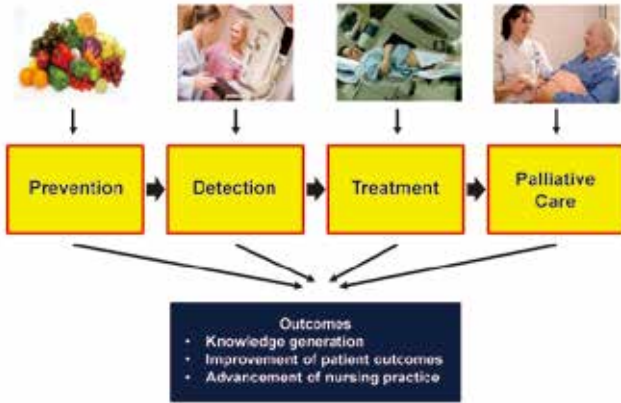 Prevention
Detection
Treatment
Palliative
Care
Outcomes
• Knowledge generation
• Improvement of patient outcomes
• Advancement of nursing practice